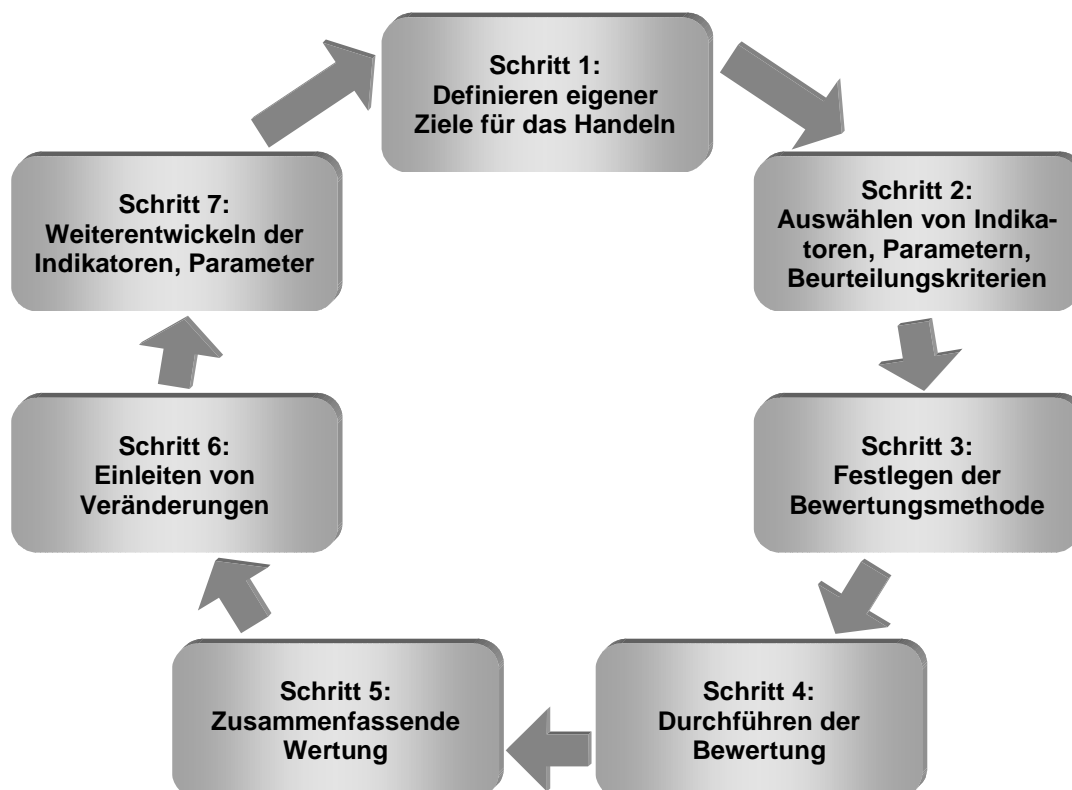 Schritt 1:
Definieren eigener
Ziele für das Handeln
Schritt 2:
Auswählen von Indika-
toren, Parametern,
Beurteilungskriterien
Schritt 3:
Festlegen der
Bewertungsmethode
Schritt 4:
Durchführen der
Bewertung
Schritt 5:
Zusammenfassende
Wertung
Schritt 6:
Einleiten von
Veränderungen
Schritt 7:
Weiterentwickeln der
Indikatoren, Parameter